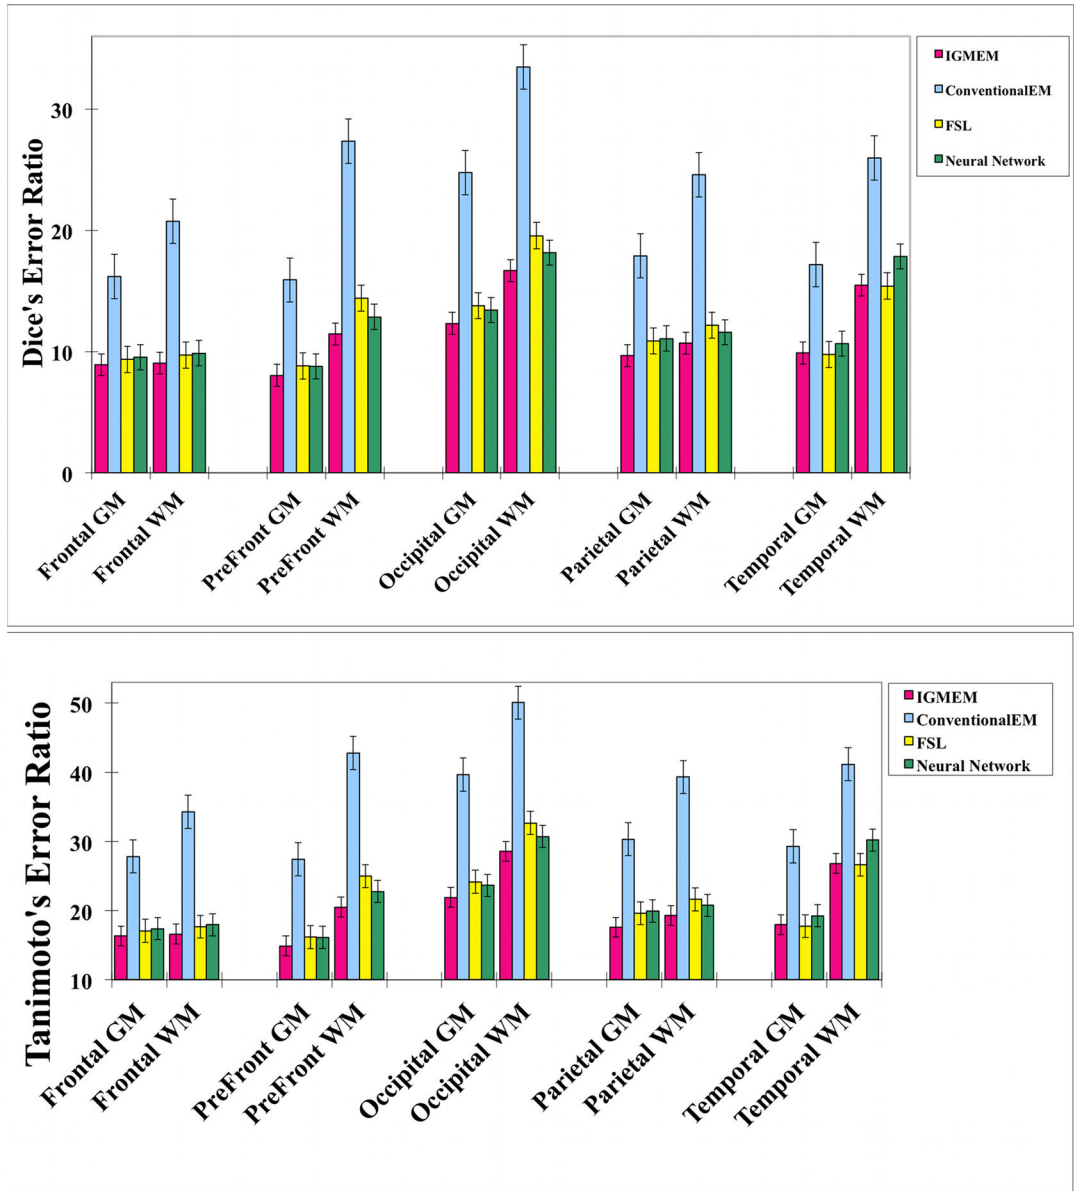 Dice's Error Ratio
30
20
10
0
Frontal GM
Frontal WM
PreFront GM
PreFront WM
Occipital GM
Occipital WM
Parietal GM
Parietal WM
Temporal GM
Temporal WM
IGMEM
ConventionalEM
FSL
Neural Network
Tanimoto's Error Ratio
50
40
30
20
10
Frontal GM
Frontal WM
PreFront GM
PreFront WM
Occipital GM
Occipital WM
Parietal GM
Parietal WM
Temporal GM
Temporal WM
IGMEM
ConventionalEM
FSL
Neural Network